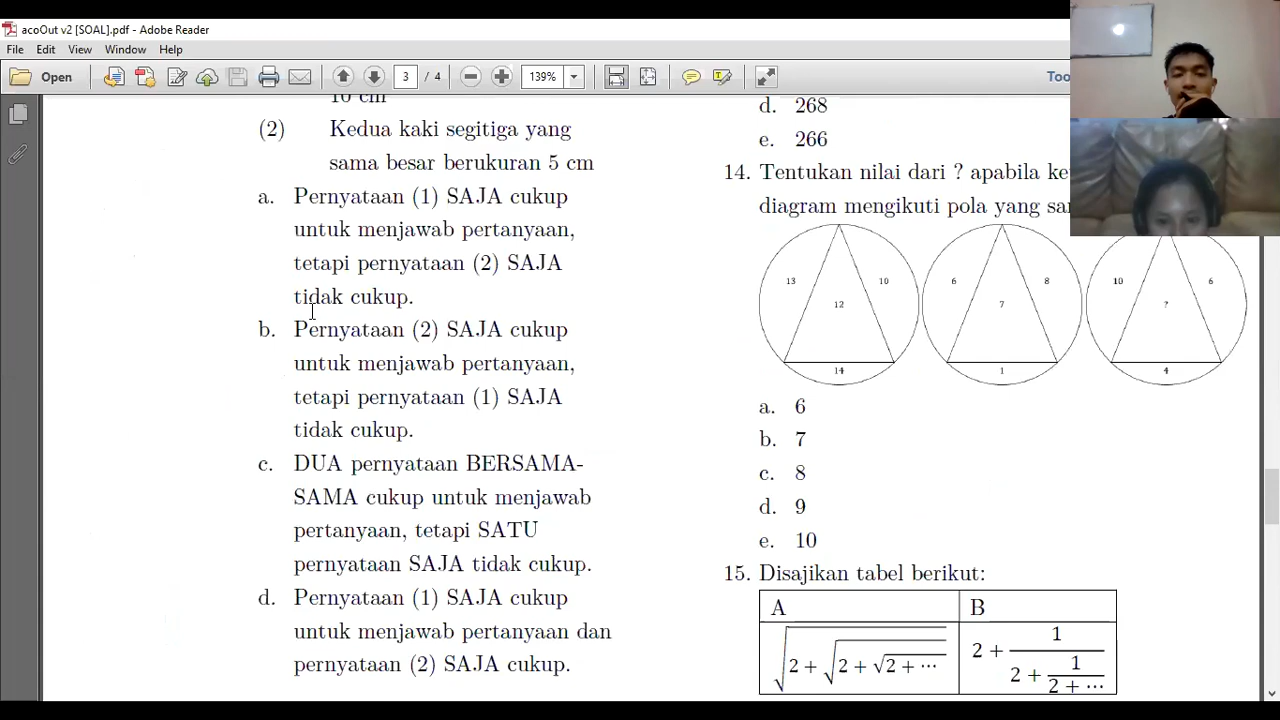 acoOut v2 [SOAL].pdf - Adobe Reader
File Edit View Window Help
Open 3 / 4 139% Too
10 cm
(2) Kedua kaki segitiga yang
sama besar berukuran 5 cm
a. Pernyataan (1) SAJA cukup
untuk menjawab pertanyaan,
tetapi pernyataan (2) SAJA
tidak cukup.
b. Pernyataan (2) SAJA cukup
untuk menjawab pertanyaan,
tetapi pernyataan (1) SAJA
tidak cukup.
c. DUA pernyataan BERSAMA-
SAMA cukup untuk menjawab
pertanyaan, tetapi SATU
pernyataan SAJA tidak cukup.
d. Pernyataan (1) SAJA cukup
untuk menjawab pertanyaan dan
pernyataan (2) SAJA cukup.
d. 268
e. 266
14. Tentukan nilai dari ? apabila ke
diagram mengikuti pola yang sa
13 10 6 8 10 6
12 7 ?
14 1 4
a. 6
b. 7
c. 8
d. 9
e. 10
15. Disajikan tabel berikut:
A B
√(2 + √(2 + √(2 + ⋯ 2 + 1/(2 + 1/(2 + ⋯